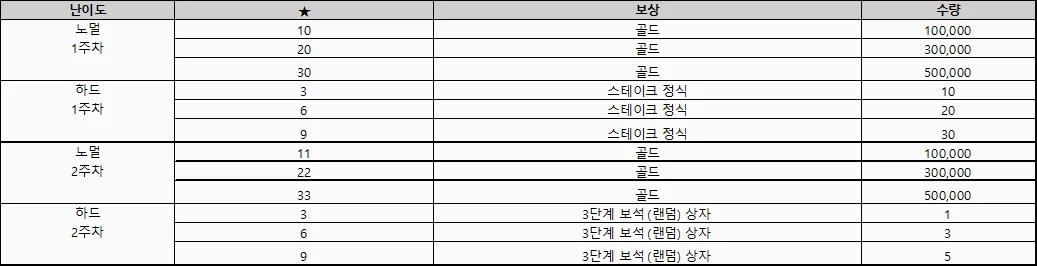 난이도 ★ 보상 수량
노멀 10 골드 100,000
1주차 20 골드 300,000
30 골드 500,000
하드 3 스테이크 정식 10
1주차 6 스테이크 정식 20
9 스테이크 정식 30
노멀 11 골드 100,000
2주차 22 골드 300,000
33 골드 500,000
하드 3 3단계 보석(랜덤) 상자 1
2주차 6 3단계 보석(랜덤) 상자 3
9 3단계 보석(랜덤) 상자 5